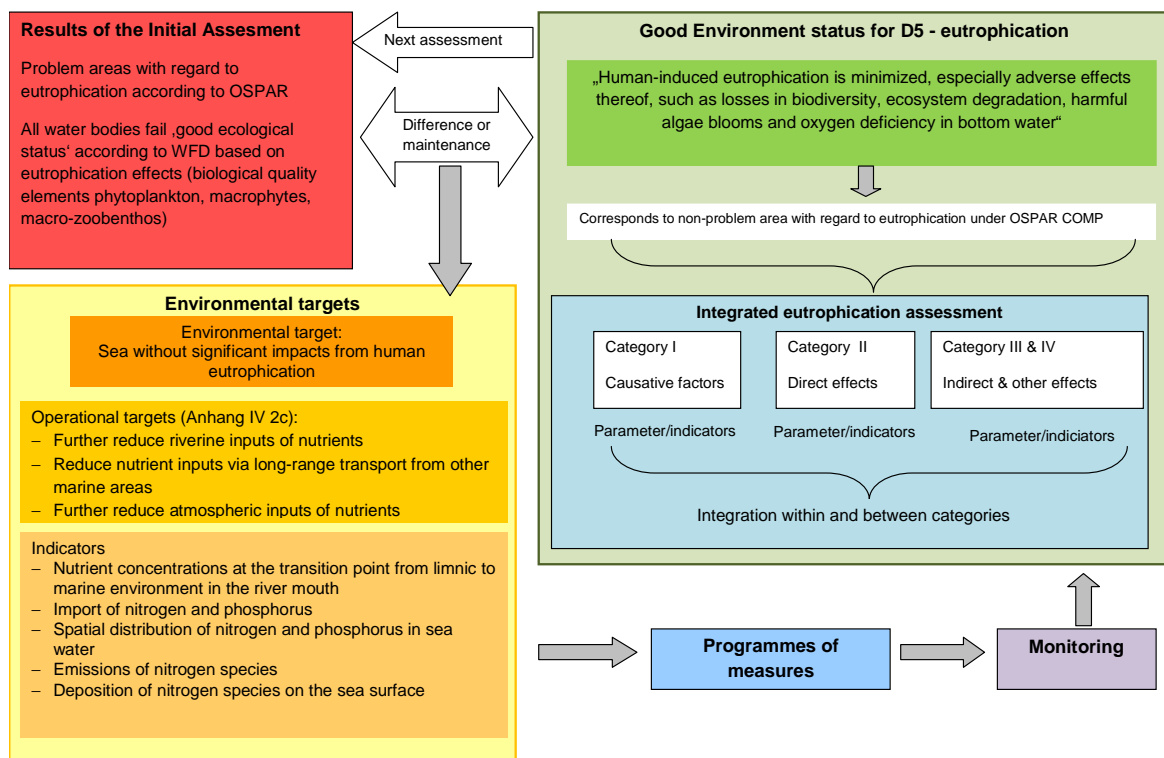 Results of the Initial Assesment
Problem areas with regard to
eutrophication according to OSPAR
All water bodies fail ‚good ecological
status‘ according to WFD based on
eutrophication effects (biological quality
elements phytoplankton, macrophytes,
macro-zoobenthos)
Next assessment
Difference or
maintenance
Good Environment status for D5 - eutrophication
„Human-induced eutrophication is minimized, especially adverse effects
thereof, such as losses in biodiversity, ecosystem degradation, harmful
algae blooms and oxygen deficiency in bottom water“
Corresponds to non-problem area with regard to eutrophication under OSPAR COMP
Integrated eutrophication assessment
Category I
Causative factors
Category II
Direct effects
Category III & IV
Indirect & other effects
Parameter/indicators
Parameter/indicators
Parameter/indiciators
Integration within and between categories
Environmental targets
Environmental target:
Sea without significant impacts from human
eutrophication
Operational targets (Anhang IV 2c):
– Further reduce riverine inputs of nutrients
– Reduce nutrient inputs via long-range transport from other
marine areas
– Further reduce atmospheric inputs of nutrients
Indicators
– Nutrient concentrations at the transition point from limnic to
marine environment in the river mouth
– Import of nitrogen and phosphorus
– Spatial distribution of nitrogen and phosphorus in sea
water
– Emissions of nitrogen species
– Deposition of nitrogen species on the sea surface
Programmes of
measures
Monitoring